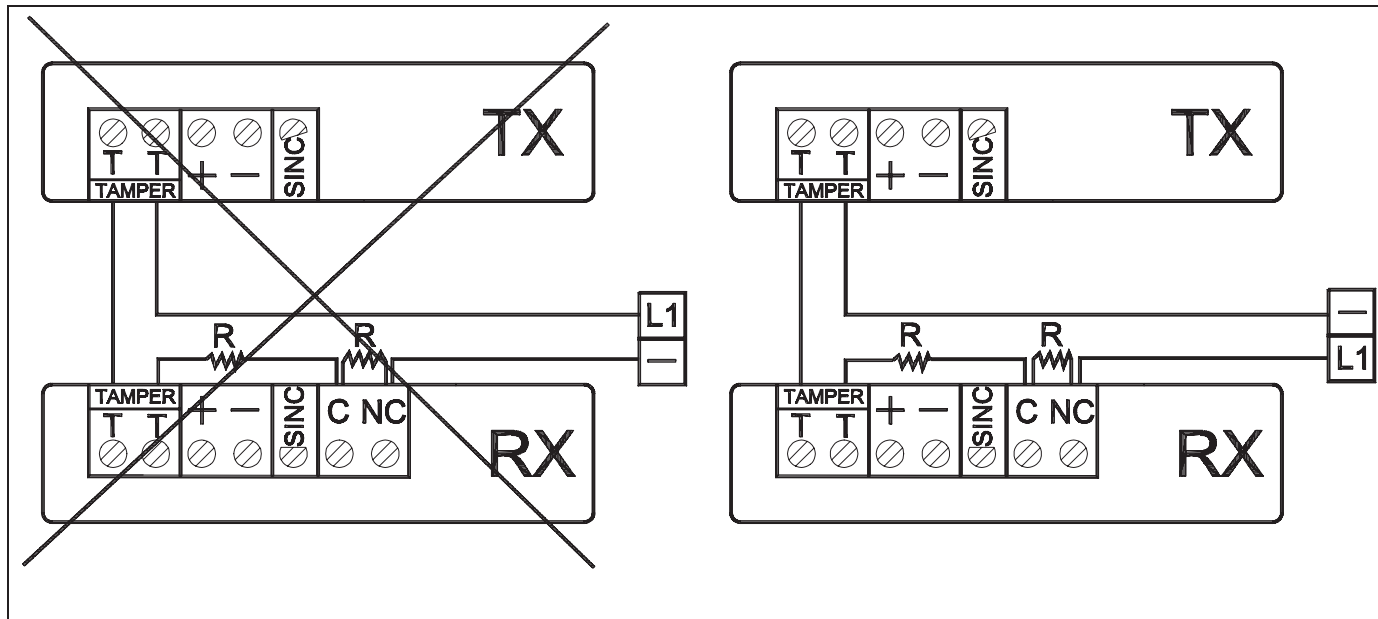 TX
T T + − SINC
TAMPER
L1
−
R R
TAMPER
T T + − SINC C NC
RX
TX
T T + − SINC
TAMPER
−
L1
R R
TAMPER
T T + − SINC C NC
RX